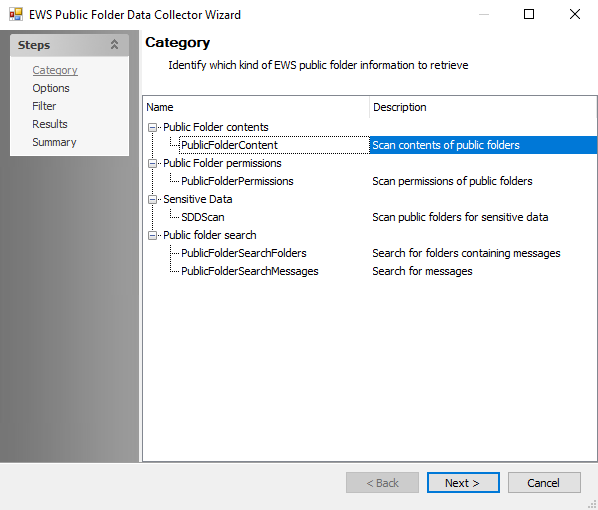 EWS Public Folder Data Collector Wizard
Steps
Category
Options
Filter
Results
Summary
Category
Identify which kind of EWS public folder information to retrieve
Name Description
Public Folder contents
PublicFolderContent Scan contents of public folders
Public Folder permissions
PublicFolderPermissions Scan permissions of public folders
Sensitive Data
SDDScan Scan public folders for sensitive data
Public folder search
PublicFolderSearchFolders Search for folders containing messages
PublicFolderSearchMessages Search for messages
< Back Next > Cancel